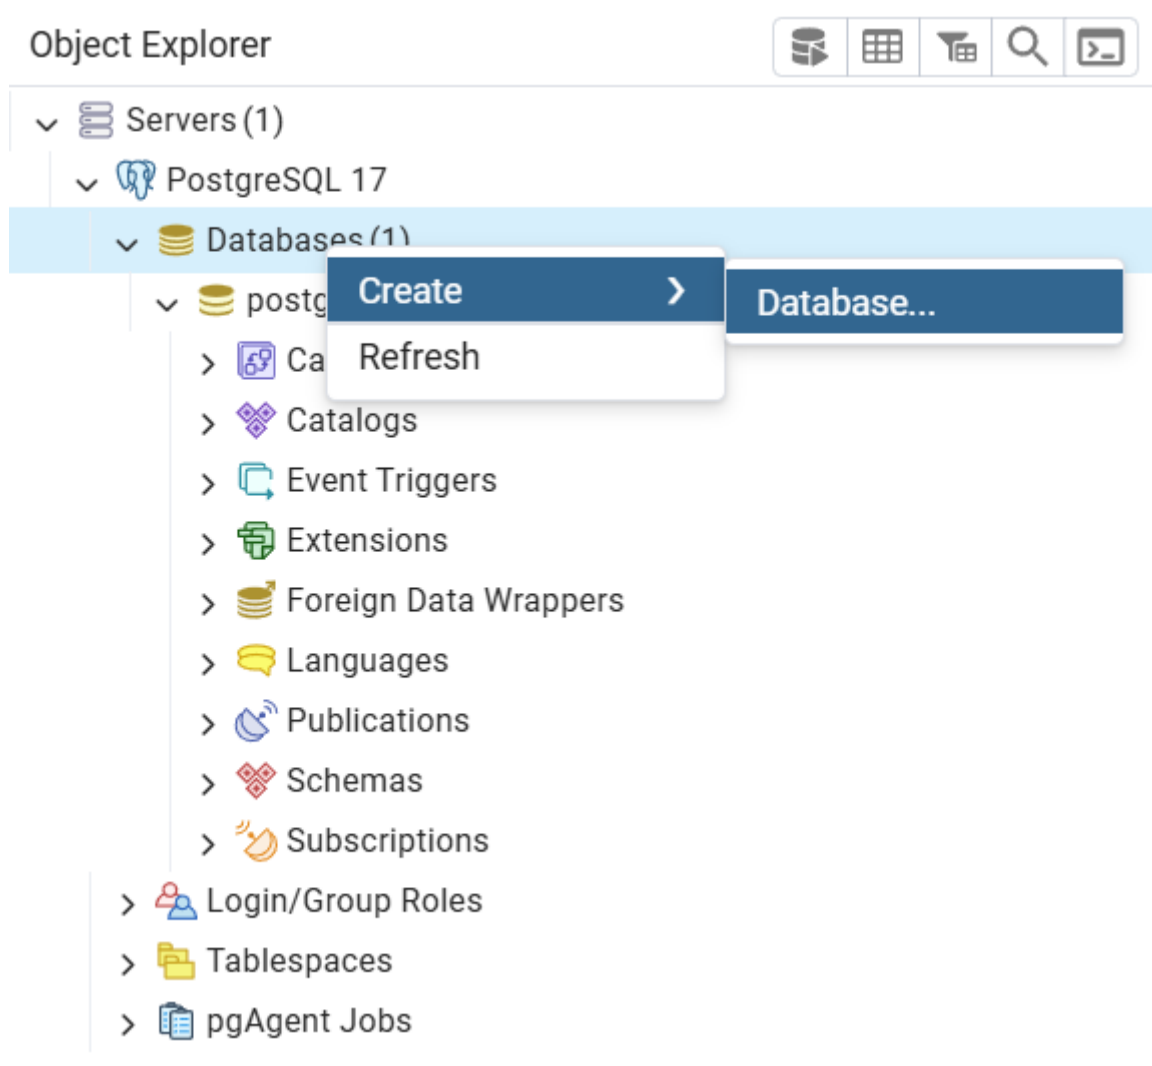 Object Explorer
Servers (1)
PostgreSQL 17
Databases (1)
Create
Database...
Refresh
Catalogs
Event Triggers
Extensions
Foreign Data Wrappers
Languages
Publications
Schemas
Subscriptions
Login/Group Roles
Tablespaces
pgAgent Jobs